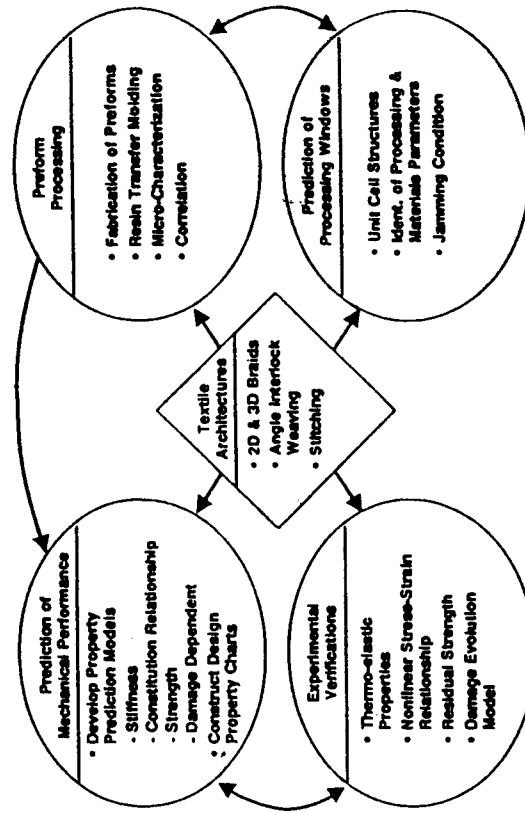 Prediction of
Mechanical Performance
• Develop Property
Prediction Models
- Stiffness
- Constitution Relationship
- Strength
- Damage Dependent
• Construct Design
Property Charts
Preform
Processing
• Fabrication of Preforms
• Resin Transfer Molding
• Micro-Characterization
• Correlation
Textile
Architectures
• 2D & 3D Braids
• Angle Interlock
Weaving
• Stitching
Experimental
Verifications
• Thermo-elastic
Properties
• Nonlinear Stress-Strain
Relationship
• Residual Strength
• Damage Evolution
Model
Prediction of
Processing Windows
• Unit Cell Structures
• Ident. of Processing &
Materials Parameters
• Jamming Condition